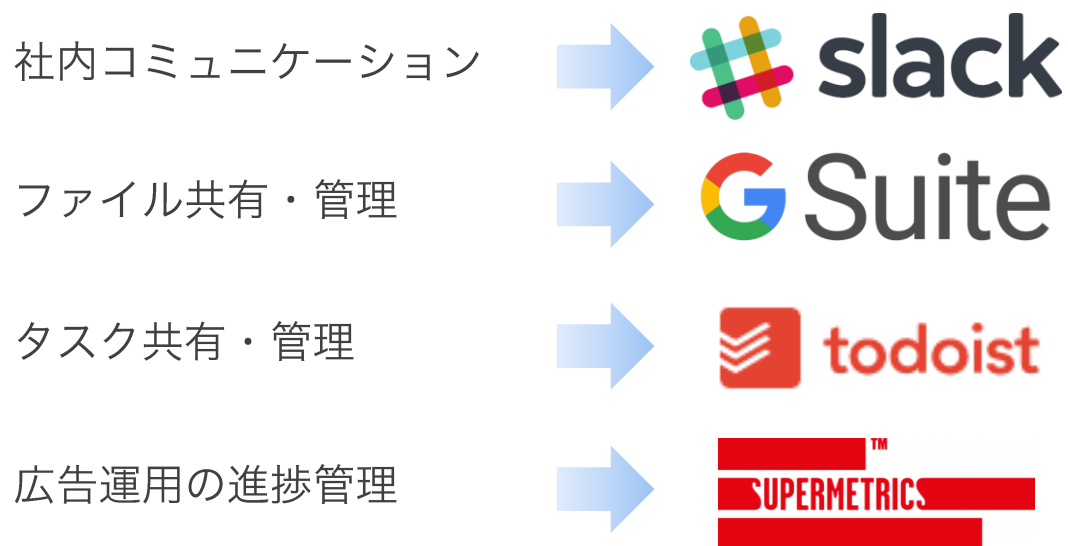 社内コミュニケーション
slack
ファイル共有・管理
G Suite
タスク共有・管理
todoist
TM
広告運用の進捗管理
SUPERMETRICS